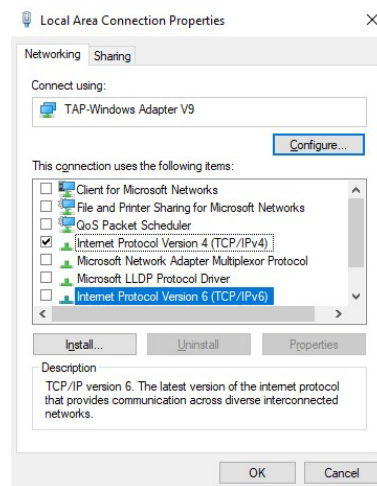 Local Area Connection Properties
Networking
Sharing
Connect using:
TAP-Windows Adapter V9
Configure...
This connection uses the following items:
Client for Microsoft Networks
File and Printer Sharing for Microsoft Networks
QoS Packet Scheduler
Internet Protocol Version 4 (TCP/IPv4)
Microsoft Network Adapter Multiplexor Protocol
Microsoft LLDP Protocol Driver
Internet Protocol Version 6 (TCP/IPv6)
Install...
Uninstall
Properties
Description
TCP/IP version 6. The latest version of the internet protocol
that provides communication across diverse interconnected
networks.
OK
Cancel